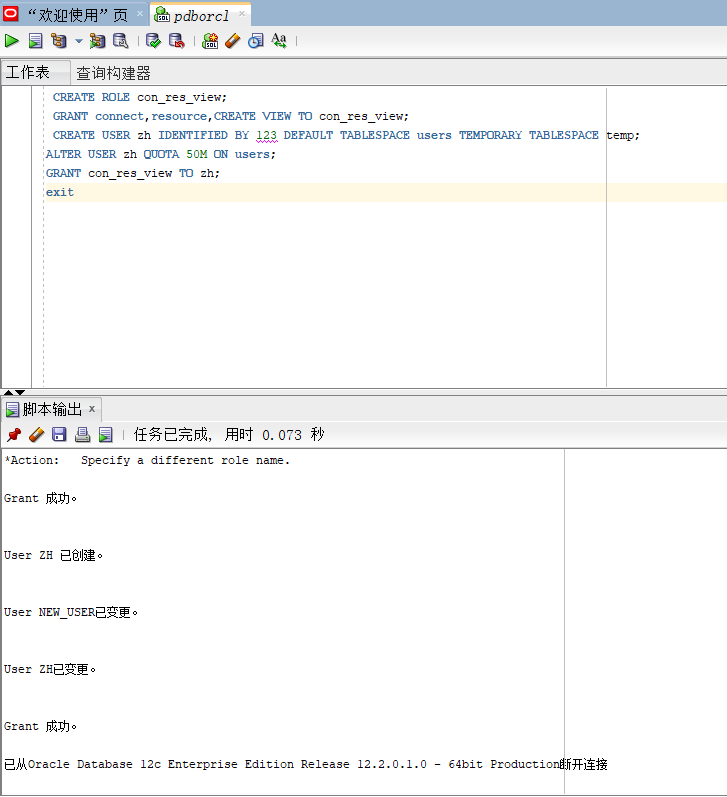 “欢迎使用”页 × pdborcl ×
SQL SQL Aa
工作表 查询构建器
CREATE ROLE con_res_view;
GRANT connect,resource,CREATE VIEW TO con_res_view;
CREATE USER zh IDENTIFIED BY 123 DEFAULT TABLESPACE users TEMPORARY TABLESPACE temp;
ALTER USER zh QUOTA 50M ON users;
GRANT con_res_view TO zh;
exit
脚本输出 ×
任务已完成, 用时 0.073 秒
*Action: Specify a different role name.
Grant 成功。
User ZH 已创建。
User NEW_USER已变更。
User ZH已变更。
Grant 成功。
已从Oracle Database 12c Enterprise Edition Release 12.2.0.1.0 - 64bit Production断开连接